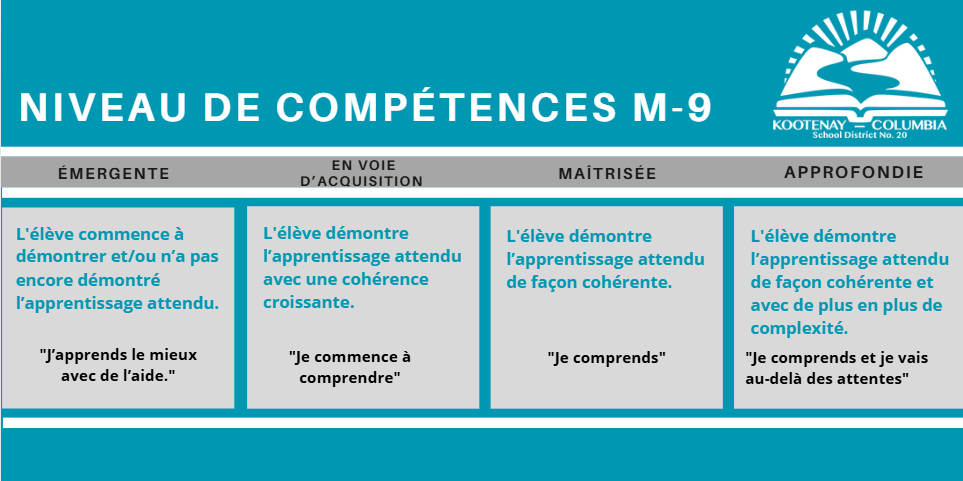 NIVEAU DE COMPÉTENCES M-9
KOOTENAY — COLUMBIA
School District No. 20
ÉMERGENTE
EN VOIE
D’ACQUISITION
MAÎTRISÉE
APPROFONDIE
L'élève commence à
démontrer et/ou n’a pas
encore démontré
l’apprentissage attendu.
"J’apprends le mieux
avec de l’aide."
L'élève démontre
l’apprentissage attendu
avec une cohérence
croissante.
"Je commence à
comprendre"
L'élève démontre
l’apprentissage attendu
de façon cohérente.
"Je comprends"
L'élève démontre
l’apprentissage attendu
de façon cohérente et
avec de plus en plus de
complexité.
"Je comprends et je vais
au-delà des attentes"